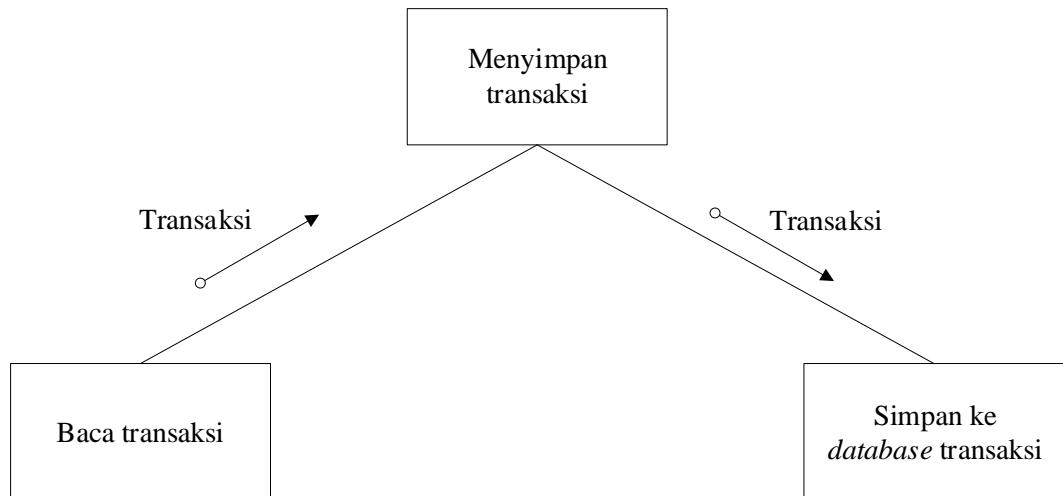 Menyimpan
transaksi
Transaksi
Transaksi
Baca transaksi
Simpan ke
database transaksi